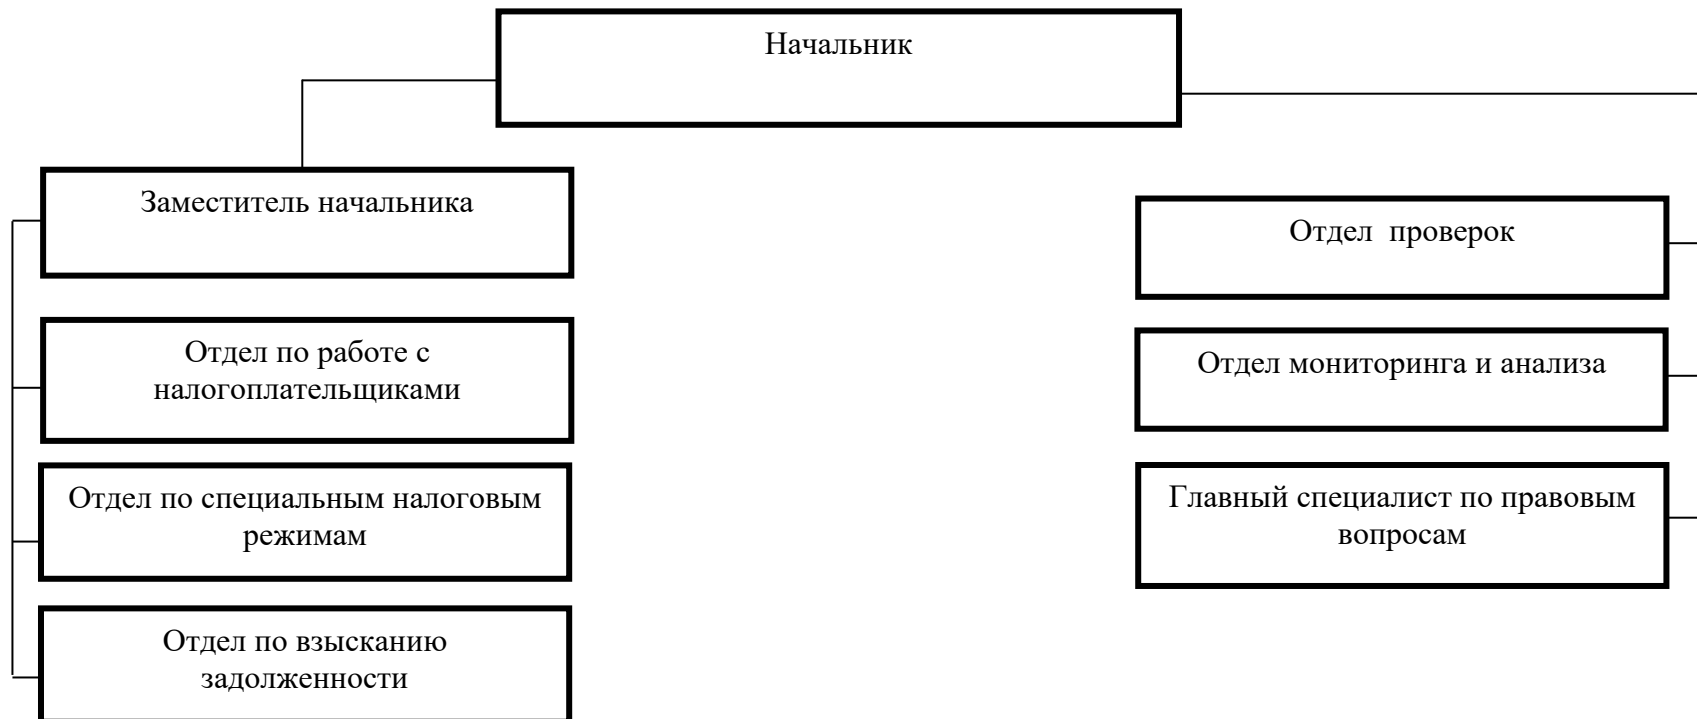 Начальник
Заместитель начальника
Отдел по работе с
налогоплательщиками
Отдел по специальным налоговым
режимам
Отдел по взысканию
задолженности
Отдел  проверок
Отдел мониторинга и анализа
Главный специалист по правовым
вопросам